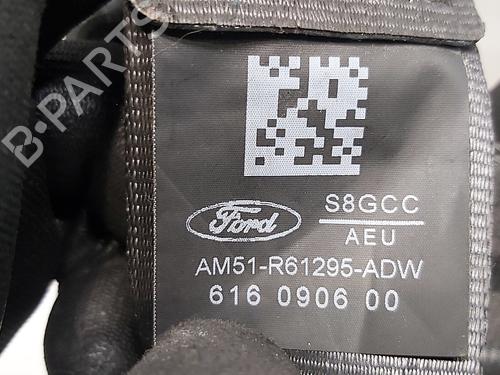 B-PARTS
Ford
S8GCC
AEU
AM51-R61295-ADW
616 0906 00